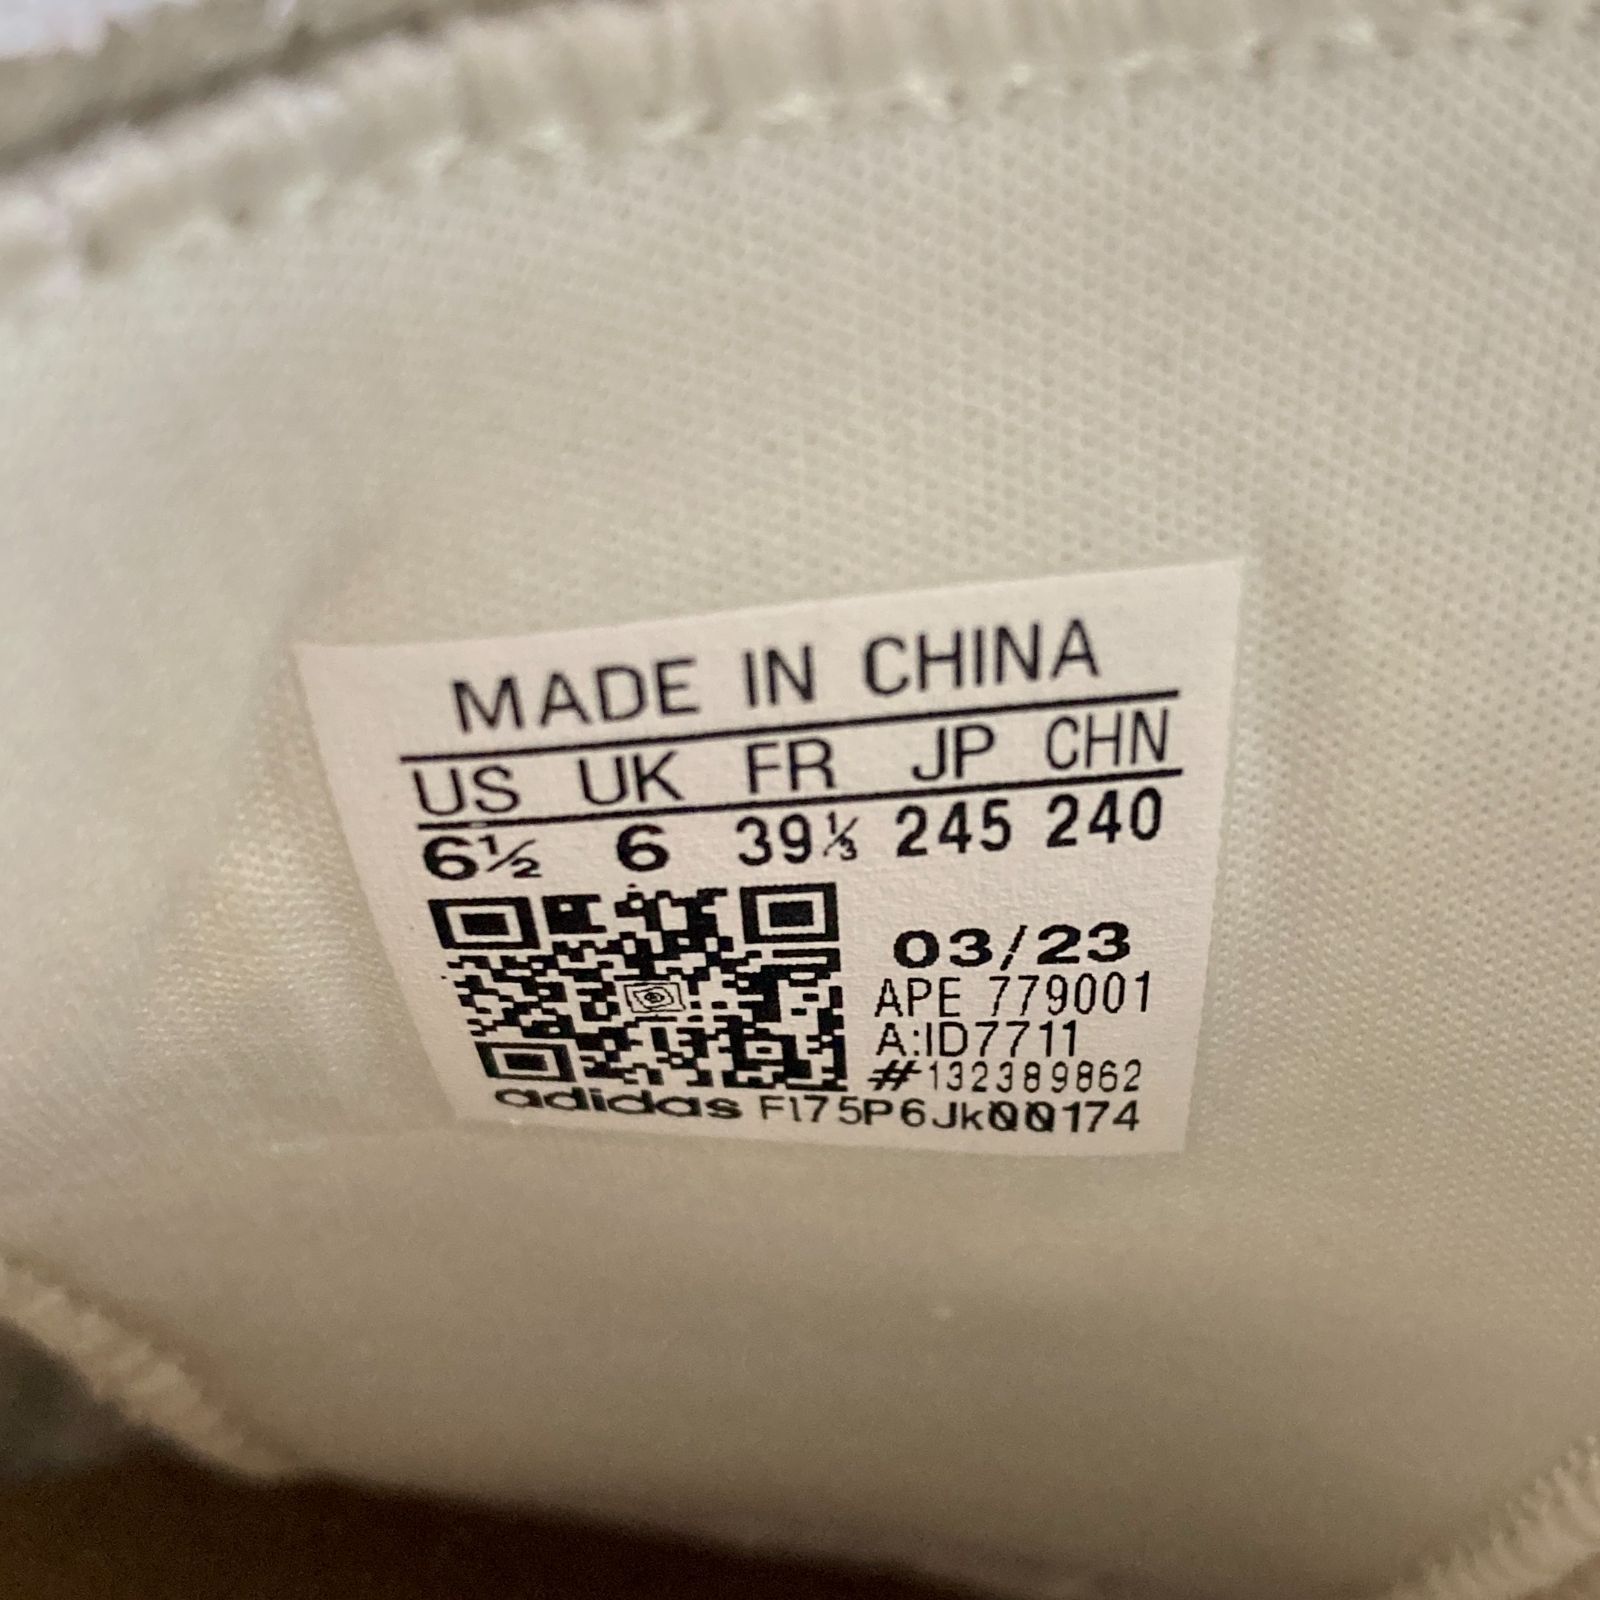 MADE IN CHINA
US UK FR JP CHN
6½ 6 39⅓ 245 240
03/23
APE 779001
A:ID7711
#132389862
adidas F175P6Jk00174